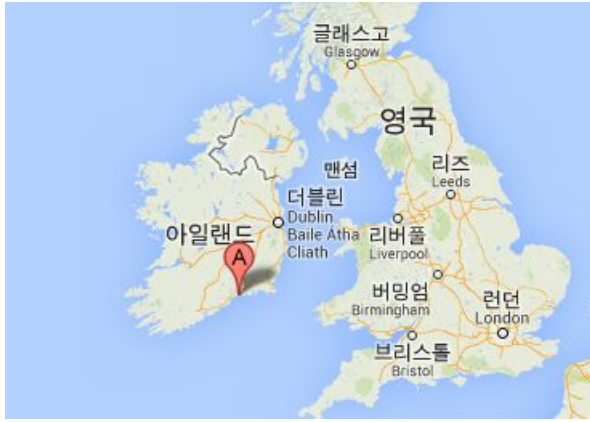 글래스고
Glasgow
영국
맨섬
리즈
Leeds
더블린
Dublin
Baile Átha
Cliath
아일랜드
A
리버풀
Liverpool
버밍엄
Birmingham
런던
London
브리스톨
Bristol